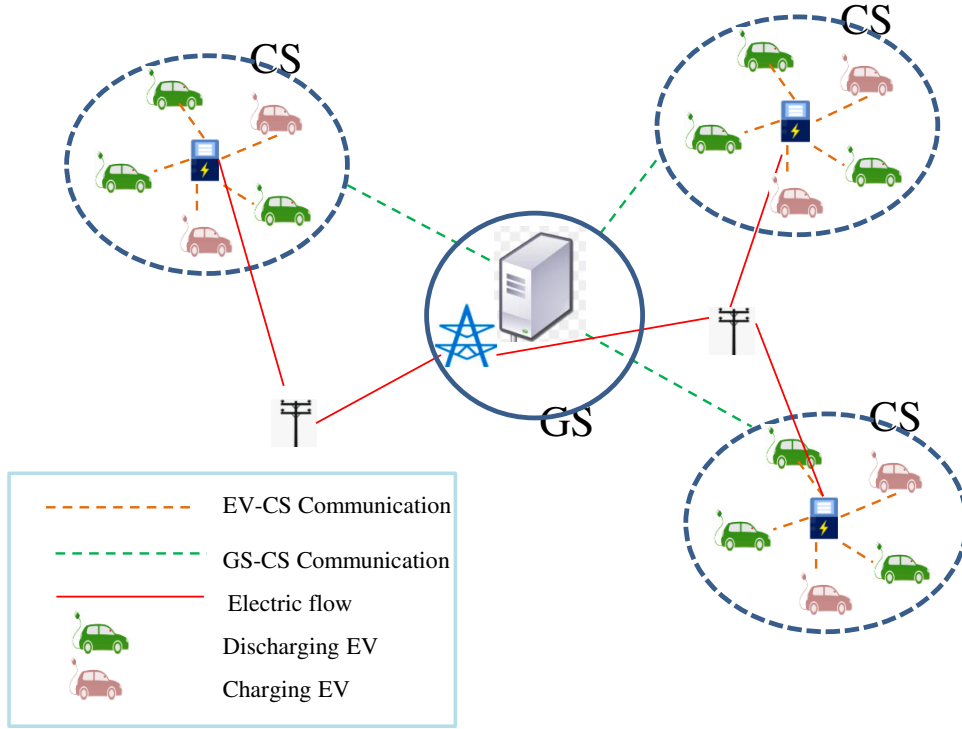 CS
CS
GS
CS
EV-CS Communication
GS-CS Communication
Electric flow
Discharging EV
Charging EV